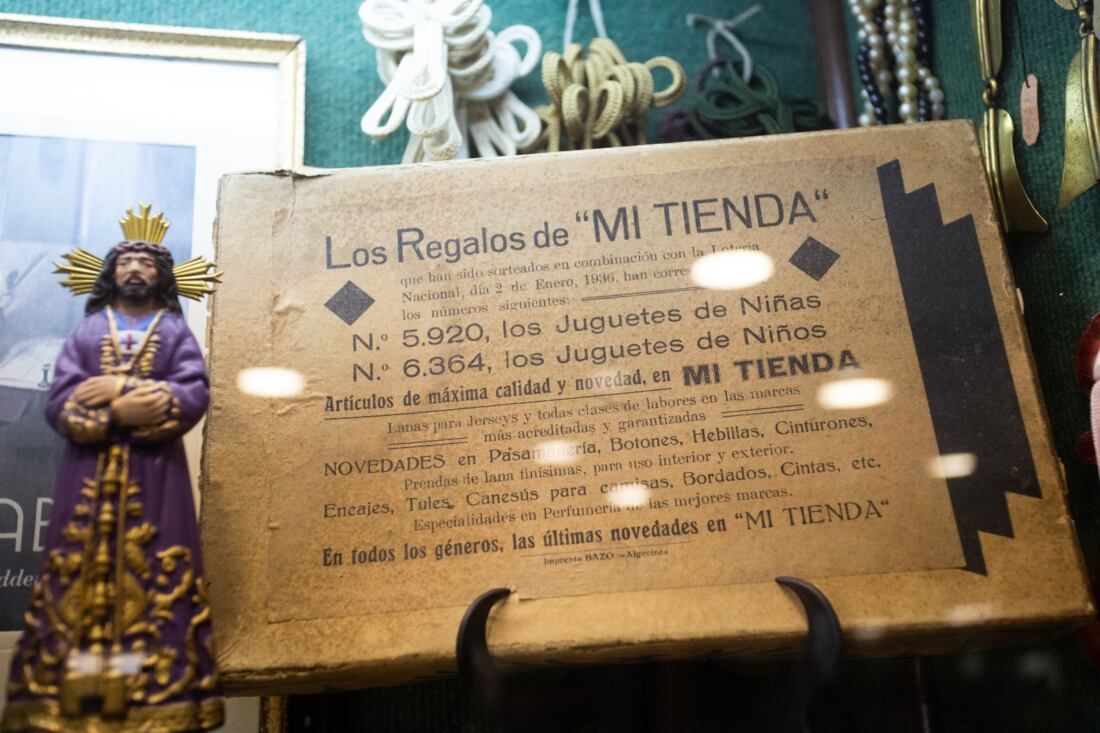 Los Regalos de "MI TIENDA"
que han sido sorteados en combinación con la Lotería
Nacional, día 2 de Enero, 1936, han
los números siguientes:
N.º 5.920, los Juguetes de Niñas
N.º 6.364, los Juguetes de Niños
Artículos de máxima calidad y novedad, en MI TIENDA
Lanas para Jerseys y todas clases de labores en las marcas
más acreditadas y garantizadas
NOVEDADES en Pasamanería, Botones, Hebillas, Cinturones,
Prendas de lana finísimas, para uso interior y exterior.
Encajes, Tules, Canesús para camisas, Bordados, Cintas, etc.
Especialidades en Perfumería de las mejores marcas.
En todos los géneros, las últimas novedades en "MI TIENDA"
Imprenta BAZO.-Algeciras